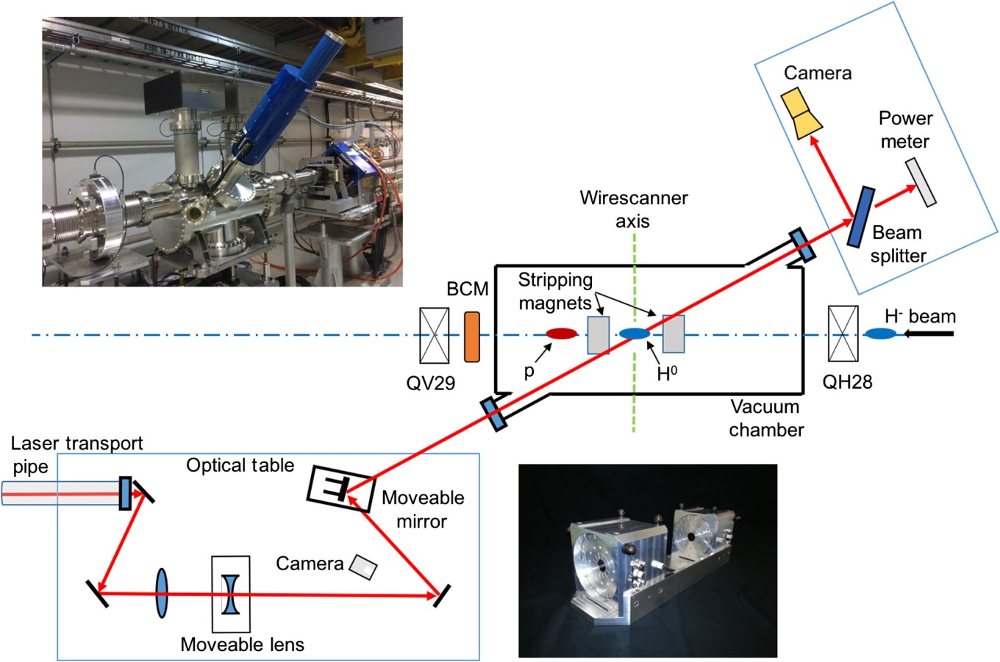 Camera
Power
meter
Wirescanner
axis
Beam
splitter
Stripping
magnets
BCM
H⁻ beam
p
H⁰
QV29
QH28
Vacuum
chamber
Laser transport
pipe
Optical table
Moveable
mirror
Camera
Moveable lens